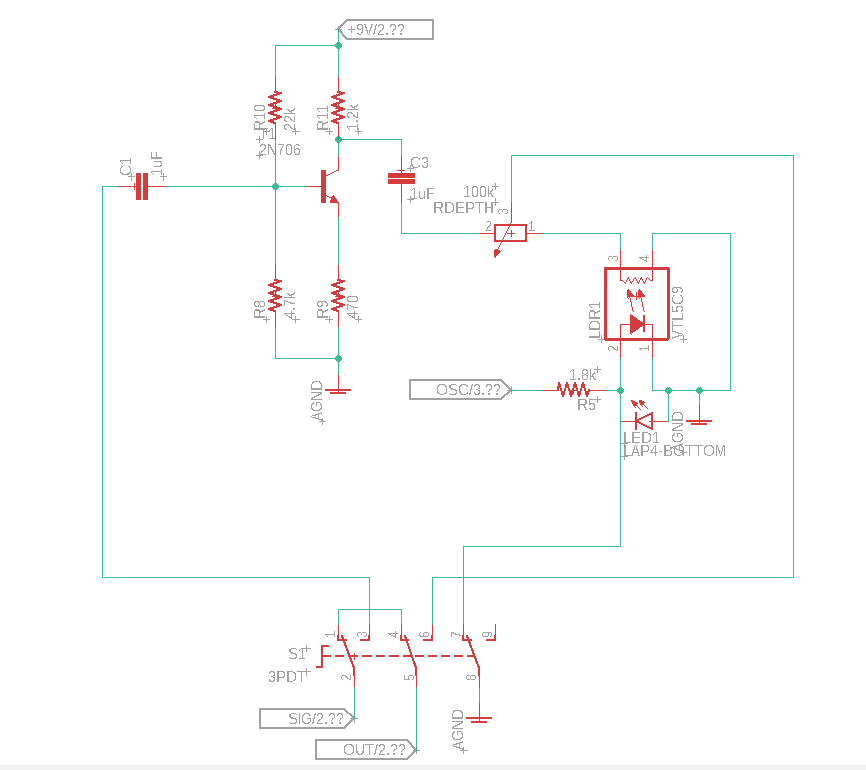 +9V/2.??
R10
22k
R11
1.2k
T1
2N706
C1
1uF
C3
1uF
100k
RDEPTH
3
2
1
3
4
LDR1
VTL5C9
2
1
1.8k
OSC/3.??
R5
R8
4.7k
R9
470
AGND
AGND
LED1
LAP4-BOTTOM
1
3
4
6
7
9
S1
3PDT
2
5
8
SIG/2.??
OUT/2.??
AGND